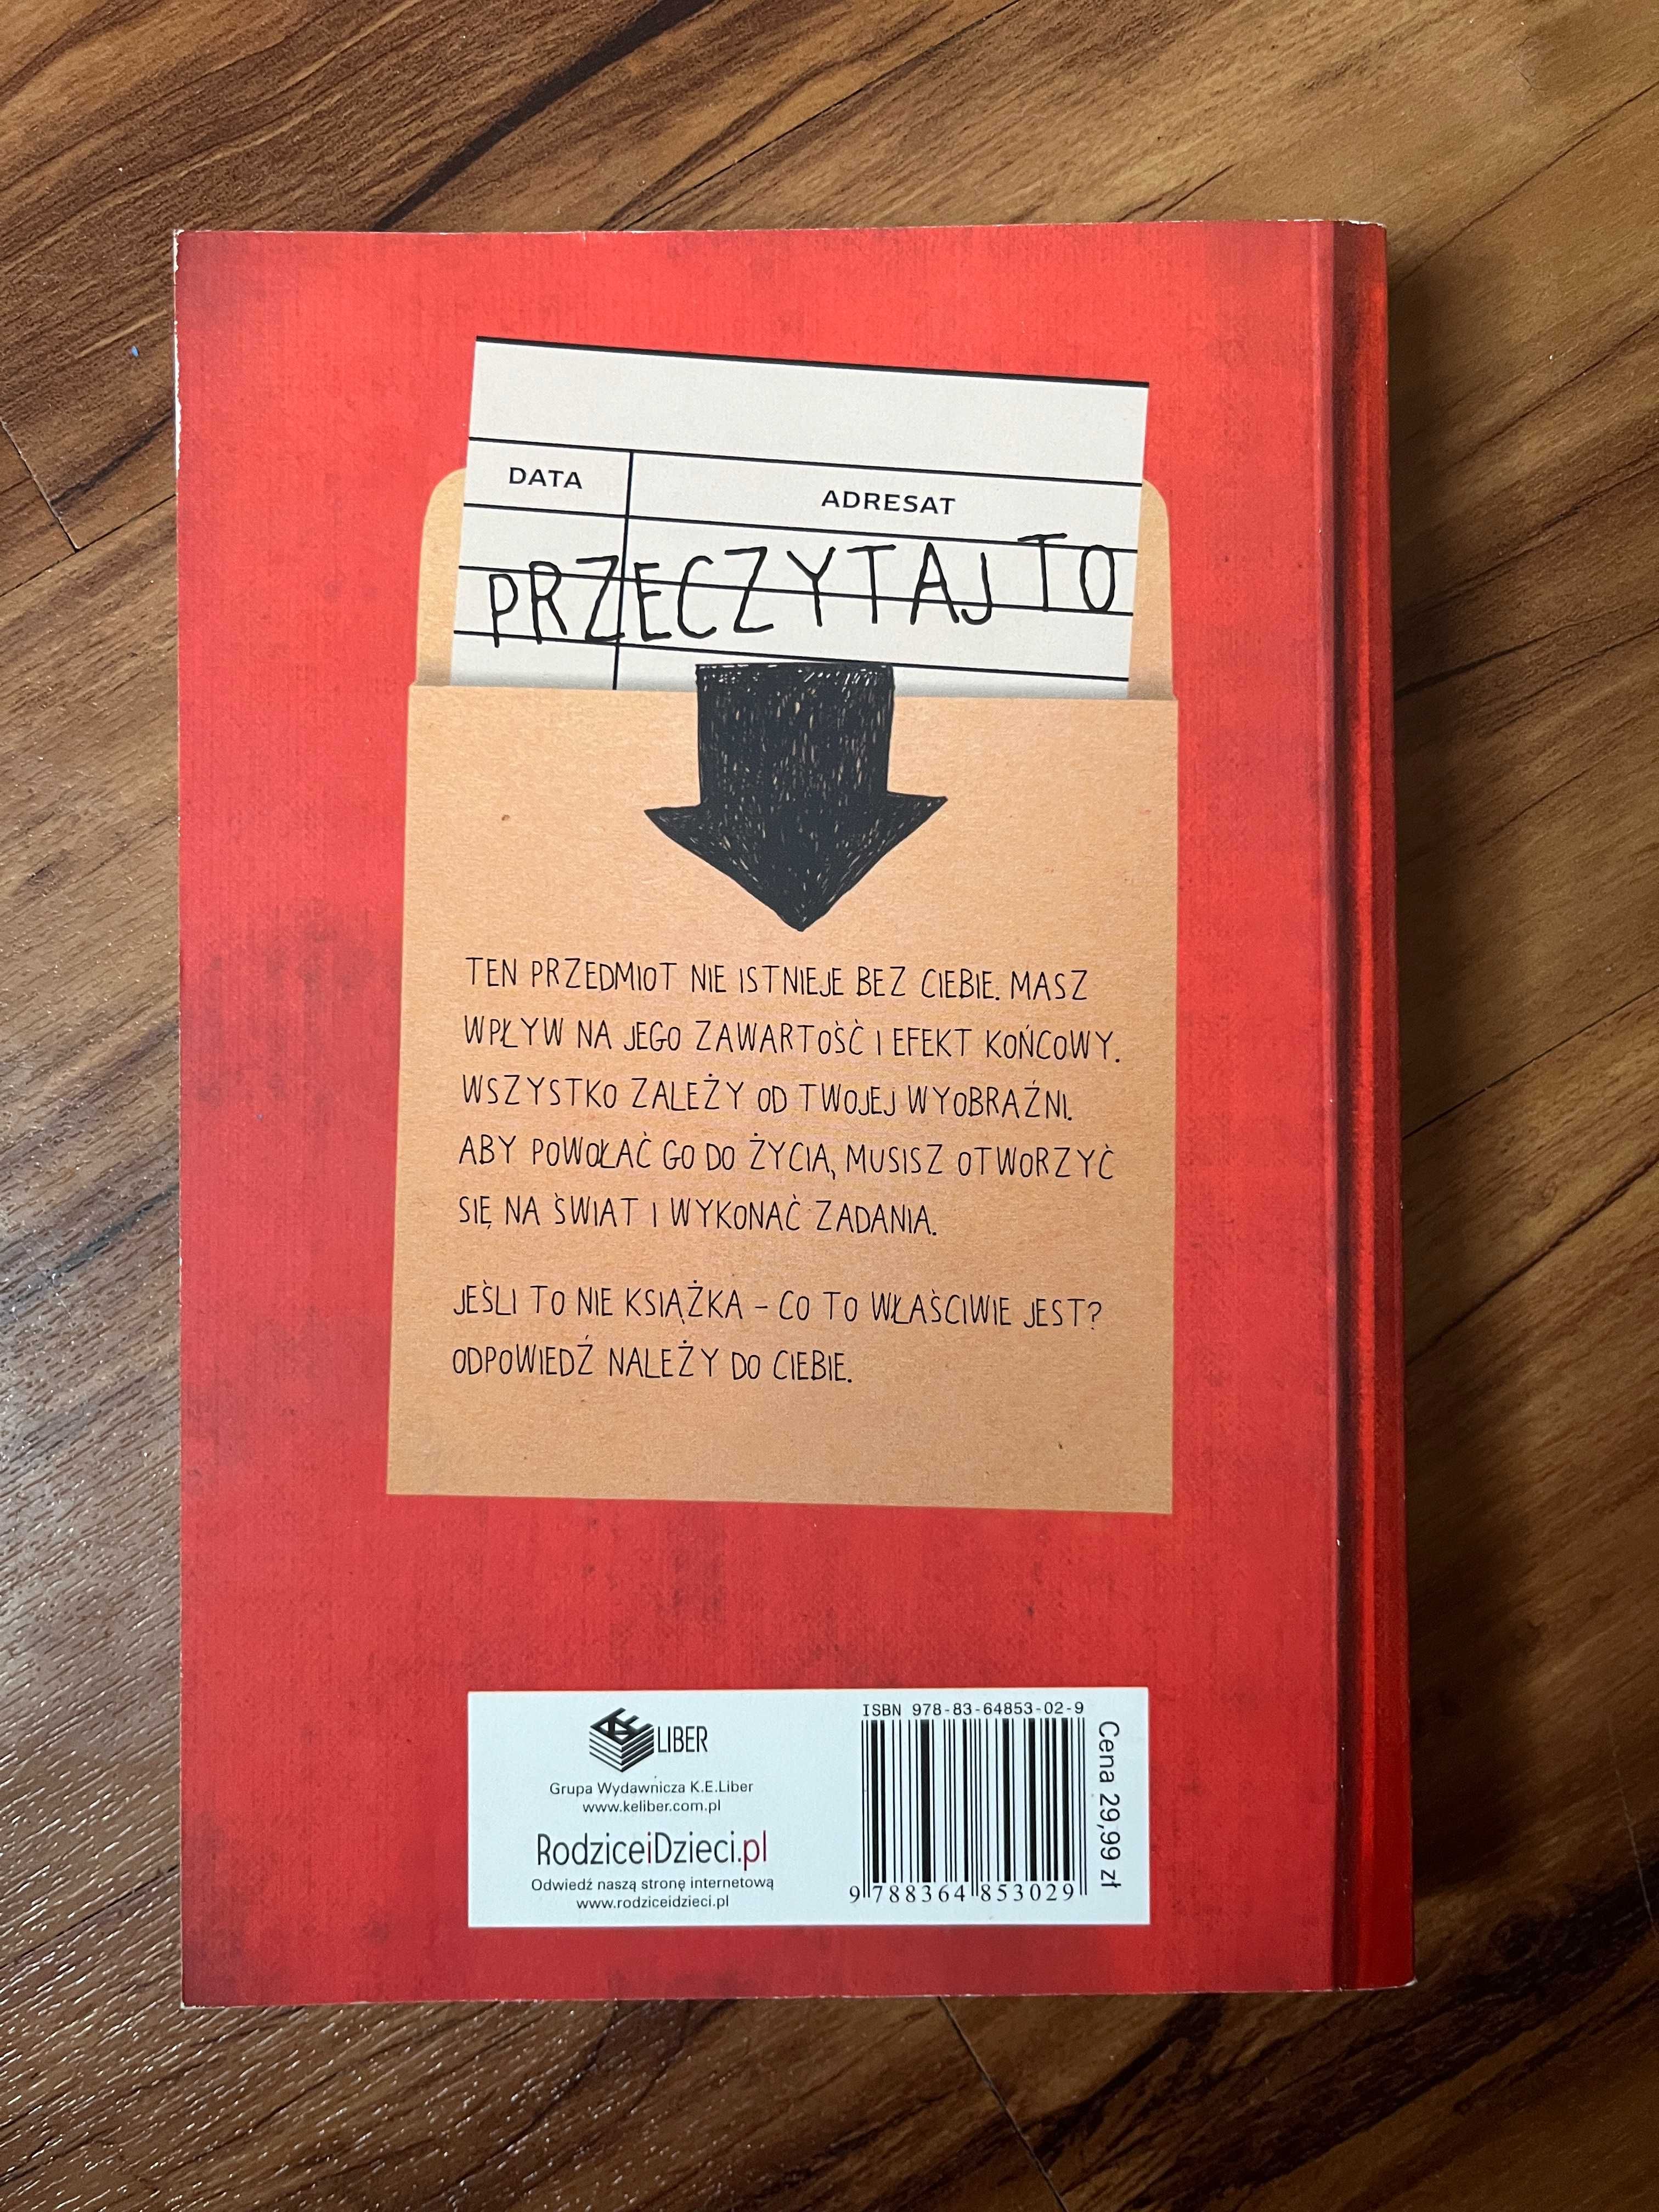 DATA
ADRESAT
PRZECZYTAJ TO
TEN PRZEDMIOT NIE ISTNIEJE BEZ CIEBIE. MASZ
WPŁYW NA JEGO ZAWARTOŚĆ I EFEKT KOŃCOWY.
WSZYSTKO ZALEŻY OD TWOJEJ WYOBRAŹNI.
ABY POWOŁAĆ GO DO ŻYCIA, MUSISZ OTWORZYĆ
SIĘ NA ŚWIAT I WYKONAĆ ZADANIA.
JEŚLI TO NIE KSIĄŻKA – CO TO WŁAŚCIWIE JEST?
ODPOWIEDŹ NALEŻY DO CIEBIE.
KE LIBER
Grupa Wydawnicza K.E.Liber
www.keliber.com.pl
RodziceiDzieci.pl
Odwiedź naszą stronę internetową
www.rodziceidzieci.pl
ISBN 978-83-64853-02-9
9 788364 853029
Cena 29,99 zł